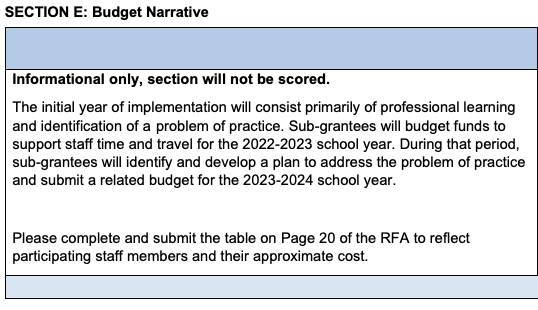 SECTION E: Budget Narrative
Informational only, section will not be scored.
The initial year of implementation will consist primarily of professional learning
and identification of a problem of practice. Sub-grantees will budget funds to
support staff time and travel for the 2022-2023 school year. During that period,
sub-grantees will identify and develop a plan to address the problem of practice
and submit a related budget for the 2023-2024 school year.
Please complete and submit the table on Page 20 of the RFA to reflect
participating staff members and their approximate cost.